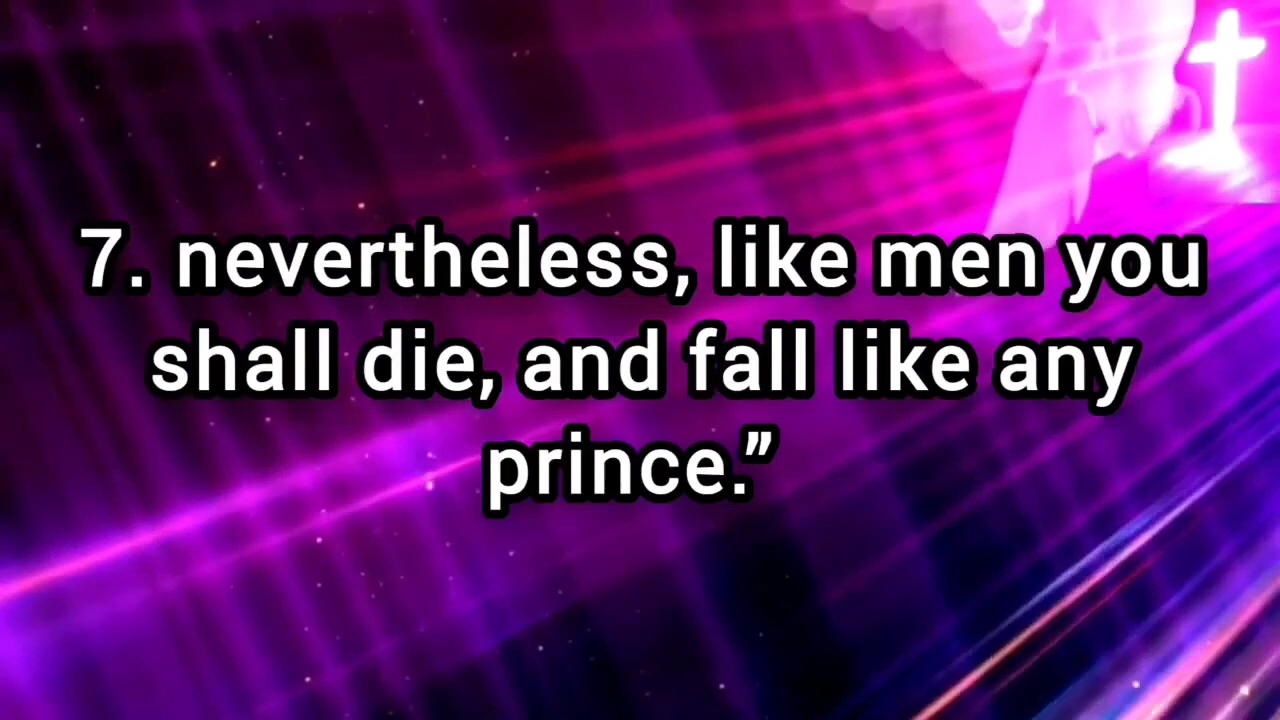 7. nevertheless, like men you
shall die, and fall like any
prince.”